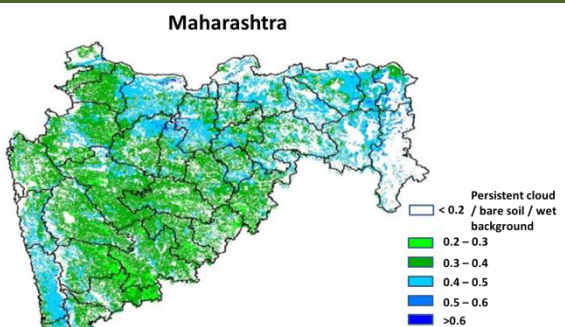 Maharashtra
Persistent cloud
< 0.2 / bare soil / wet
background
0.2 – 0.3
0.3 – 0.4
0.4 – 0.5
0.5 – 0.6
>0.6